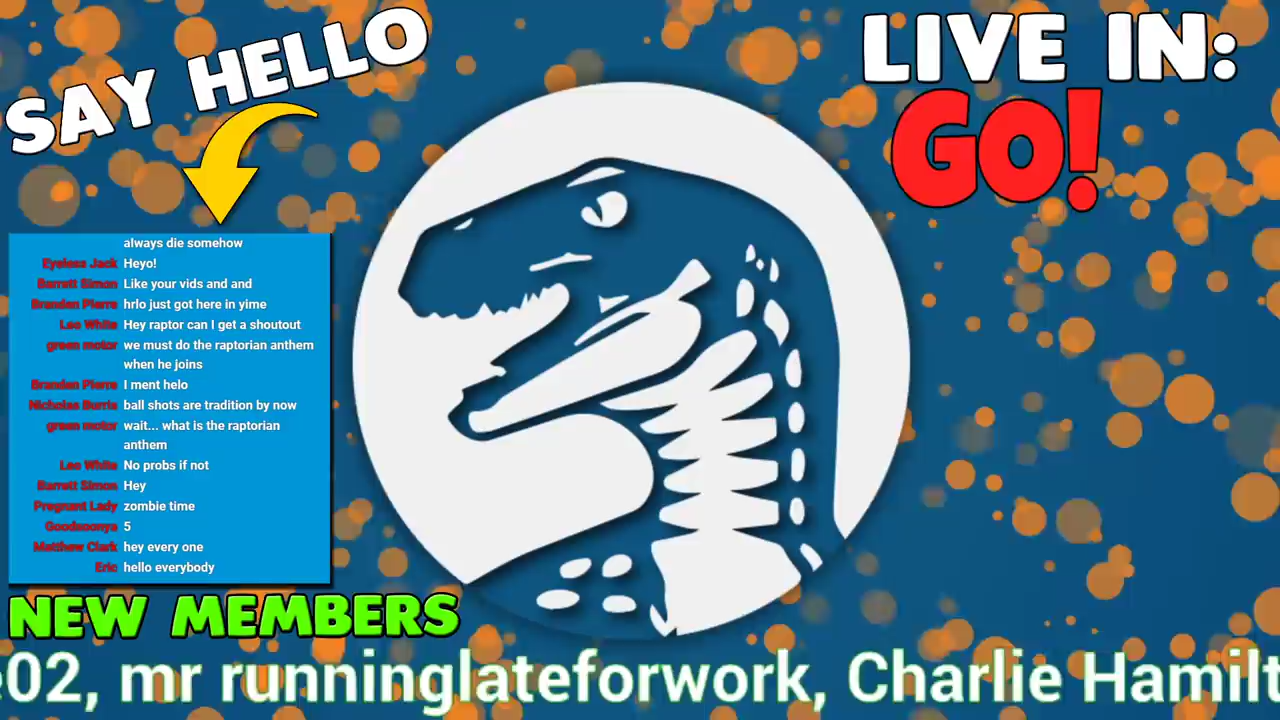 SAY HELLO
LIVE IN:
GO!
always die somehow
Eyeless Jack Heyo!
Barrett Simon Like your vids and and
Branden Pierre hrlo just got here in yime
Leo White Hey raptor can I get a shoutout
green motor we must do the raptorian anthem
when he joins
Branden Pierre I ment helo
Nicholas Burris ball shots are tradition by now
green motor wait... what is the raptorian
anthem
Leo White No probs if not
Barrett Simon Hey
Pregnant Lady zombie time
5
Matthew Clark hey every one
Eric hello everybody
NEW MEMBERS
e02, mr runninglateforwork, Charlie Hamilt